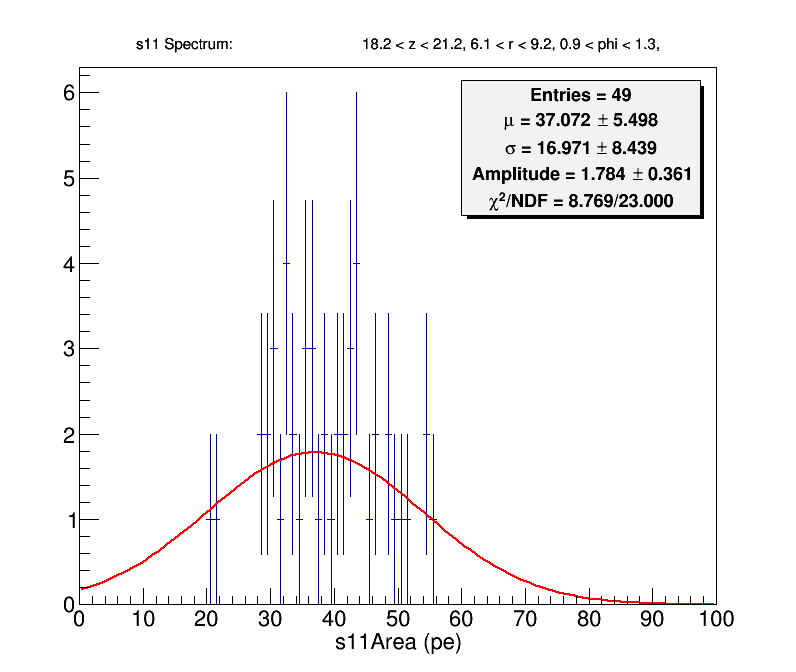 s11 Spectrum: 18.2 < z < 21.2, 6.1 < r < 9.2, 0.9 < phi < 1.3,
Entries = 49
μ = 37.072 ± 5.498
σ = 16.971 ± 8.439
Amplitude = 1.784 ± 0.361
χ²/NDF = 8.769/23.000
6
5
4
3
2
1
0
0 10 20 30 40 50 60 70 80 90 100
s11Area (pe)